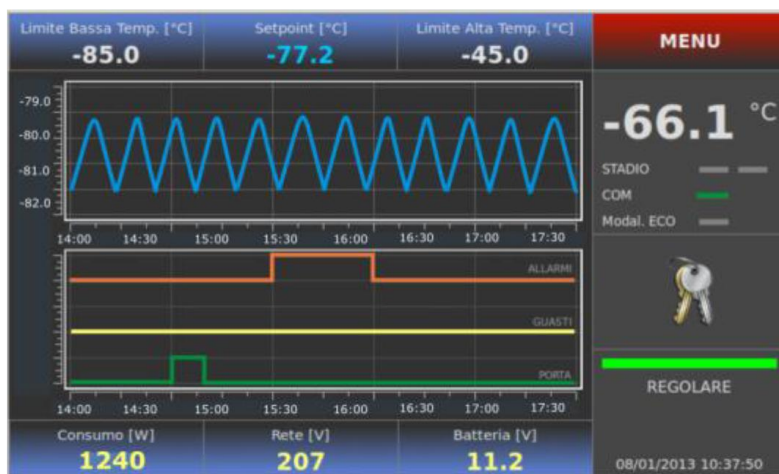 Limite Bassa Temp. [°C]
-85.0
Setpoint [°C]
-77.2
Limite Alta Temp. [°C]
-45.0
MENU
-79.0
-80.0
-81.0
-82.0
14:00 14:30 15:00 15:30 16:00 16:30 17:00 17:30
-66.1 °C
STADIO
COM
Modal. ECO
ALLARMI
GUASTI
PORTA
14:00 14:30 15:00 15:30 16:00 16:30 17:00 17:30
REGOLARE
Consumo [W]
1240
Rete [V]
207
Batteria [V]
11.2
08/01/2013 10:37:50